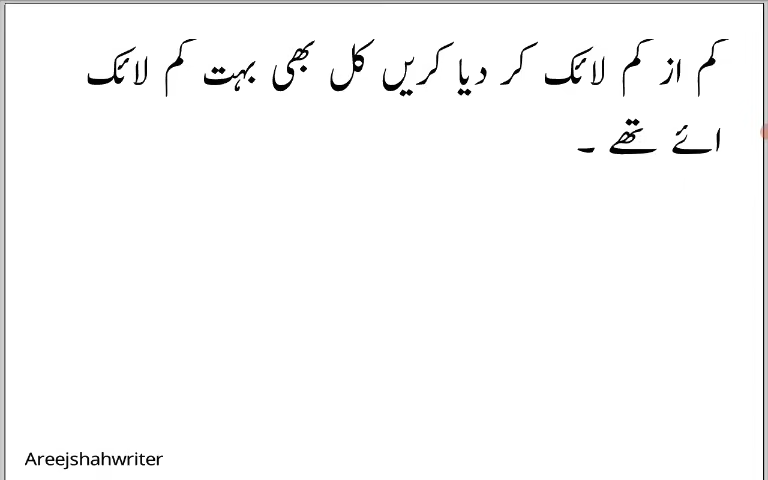 کم از کم لائک کر دیا کریں کل بھی بہت کم لائک
ائے تھے ۔
Areejshahwriter